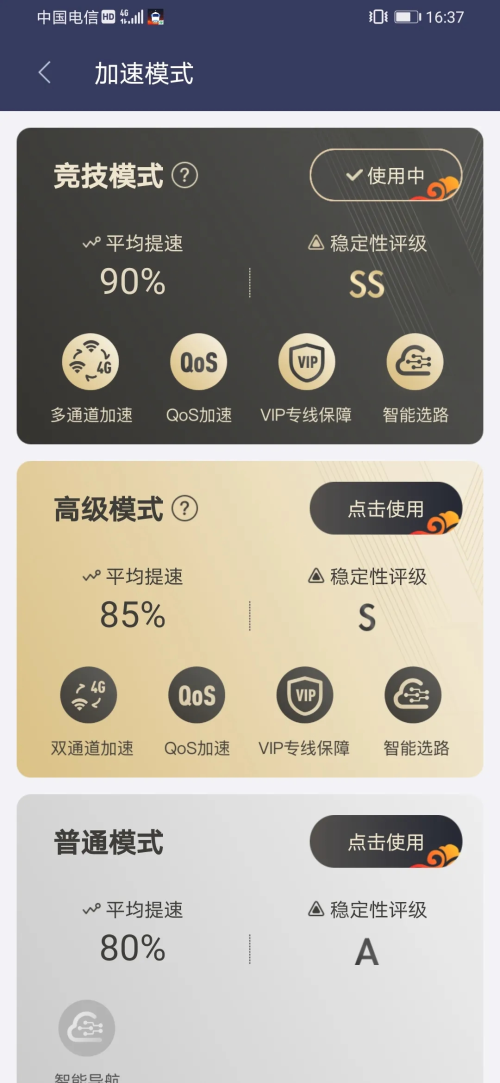 中国电信 HD 4G 16:37
加速模式
竞技模式 ? 使用中
平均提速 稳定性评级
90% SS
4G QoS VIP
多通道加速 QoS加速 VIP专线保障 智能选路
高级模式 ? 点击使用
平均提速 稳定性评级
85% S
4G QoS VIP
双通道加速 QoS加速 VIP专线保障 智能选路
普通模式 点击使用
平均提速 稳定性评级
80% A
智能导航